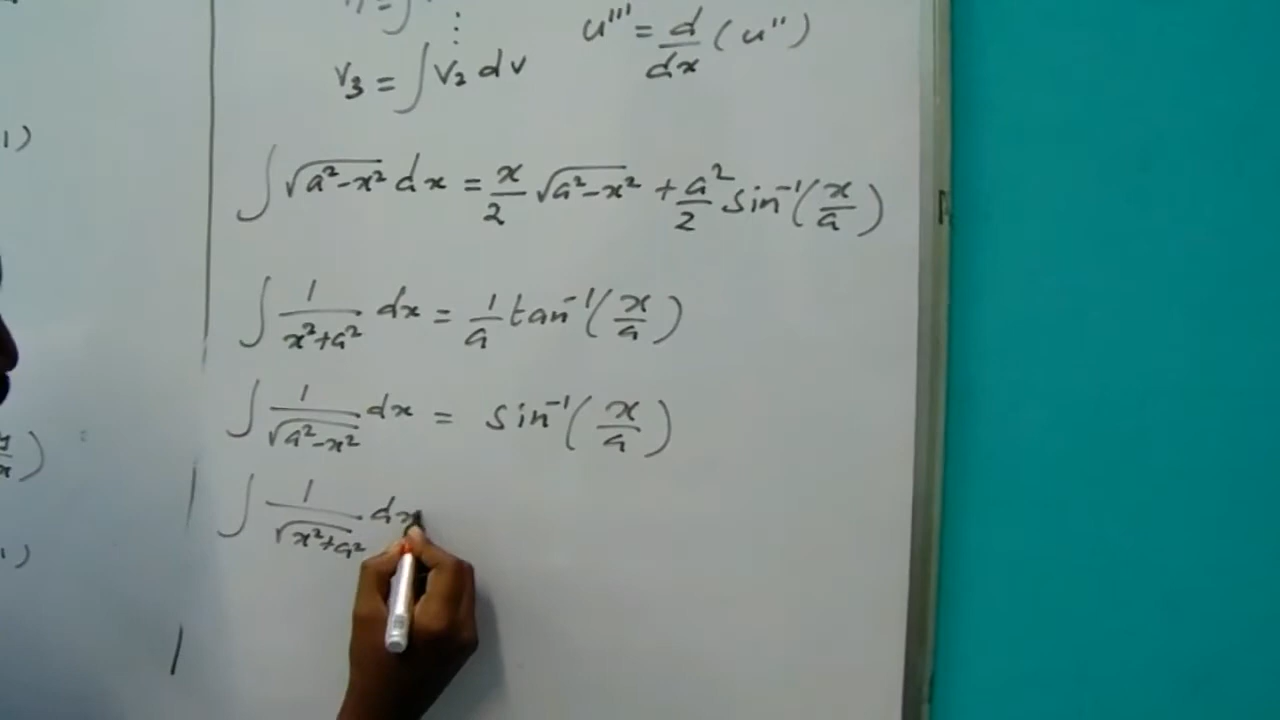 u''' = d/dx (u'')
v₃ = ∫ v₂ dv
∫ √(a²-x²) dx = x/2 √(a²-x²) + a²/2 sin⁻¹(x/a)
∫ 1/(x²+a²) dx = 1/a tan⁻¹(x/a)
∫ 1/√(a²-x²) dx = sin⁻¹(x/a)
∫ 1/√(x²+a²) dx